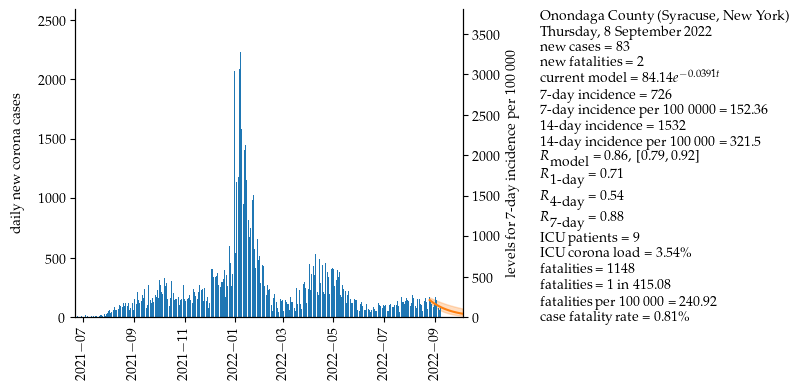 2500
2000
1500
1000
500
0
daily new corona cases
3500
3000
2500
2000
1500
1000
500
0
levels for 7-day incidence per 100 000
2021-07
2021-09
2021-11
2022-01
2022-03
2022-05
2022-07
2022-09
Onondaga County (Syracuse, New York)
Thursday, 8 September 2022
new cases = 83
new fatalities = 2
current model = 84.14e^{-0.0391t}
7-day incidence = 726
7-day incidence per 100 0000 = 152.36
14-day incidence = 1532
14-day incidence per 100 000 = 321.5
R_model = 0.86, [0.79, 0.92]
R_1-day = 0.71
R_4-day = 0.54
R_7-day = 0.88
ICU patients = 9
ICU corona load = 3.54%
fatalities = 1148
fatalities = 1 in 415.08
fatalities per 100 000 = 240.92
case fatality rate = 0.81%